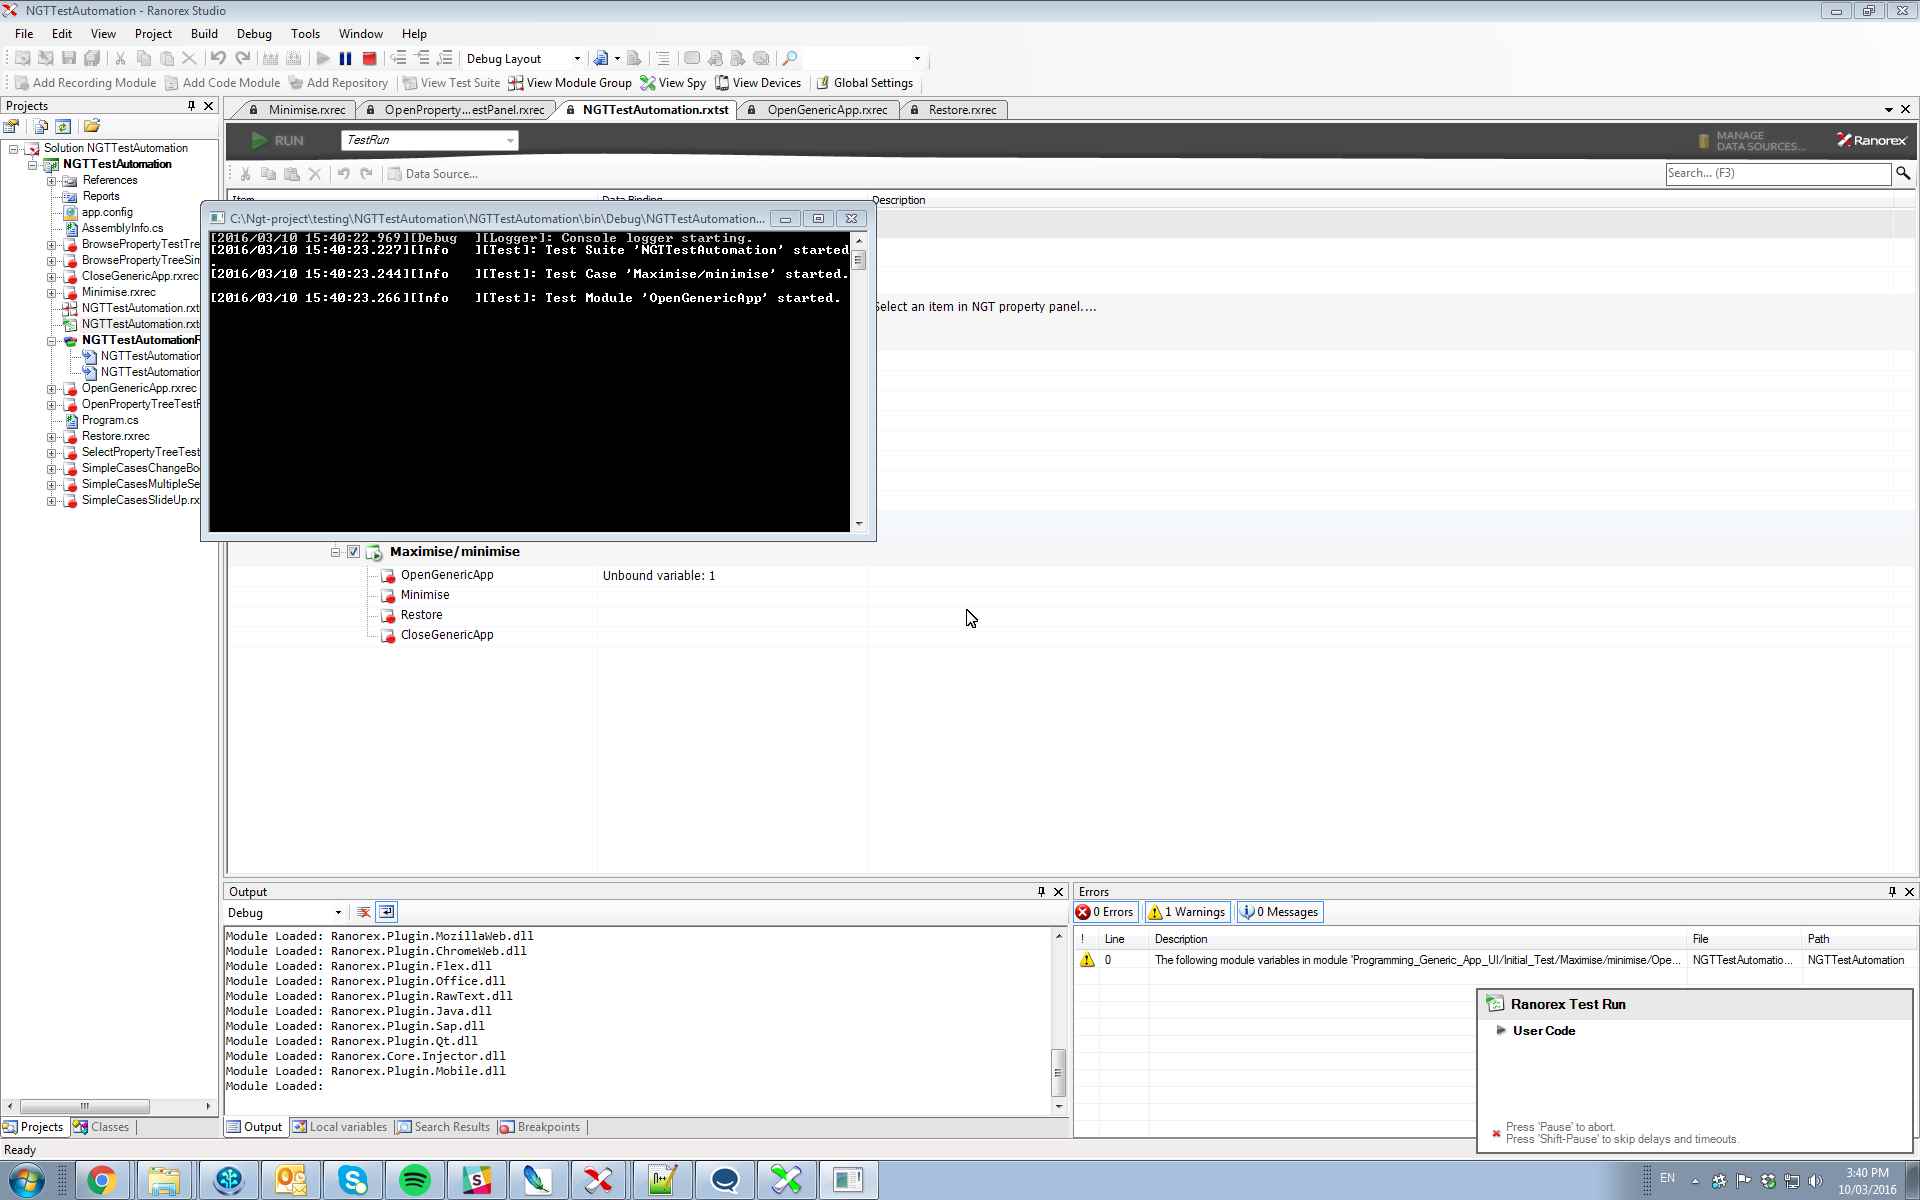 NGTTestAutomation - Ranorex Studio
File Edit View Project Build Debug Tools Window Help
Debug Layout
Add Recording Module Add Code Module Add Repository View Test Suite View Module Group View Spy View Devices Global Settings
Projects
Minimise.rxrec OpenProperty...estPanel.rxrec NGTTestAutomation.rxtst OpenGenericApp.rxrec Restore.rxrec
RUN TestRun MANAGE DATA SOURCES... Ranorex
Data Source... Search... (F3)
Item Data Binding Description
Solution NGTTestAutomation
NGTTestAutomation
References
Reports
app.config
AssemblyInfo.cs
BrowsePropertyTestTre
BrowsePropertyTreeSim
CloseGenericApp.rxrec
Minimise.rxrec
NGTTestAutomation.rxt
NGTTestAutomation.rxt
NGTTestAutomationR
NGTTestAutomation
NGTTestAutomation
OpenGenericApp.rxrec
OpenPropertyTreeTestF
Program.cs
Restore.rxrec
SelectPropertyTreeTest
SimpleCasesChangeBo
SimpleCasesMultipleSe
SimpleCasesSlideUp.rx
C:\Ngt-project\testing\NGTTestAutomation\NGTTestAutomation\bin\Debug\NGTTestAutomation...
[2016/03/10 15:40:22.969][Debug ][Logger]: Console logger starting.
[2016/03/10 15:40:23.227][Info ][Test]: Test Suite 'NGTTestAutomation' started
.
[2016/03/10 15:40:23.244][Info ][Test]: Test Case 'Maximise/minimise' started.
[2016/03/10 15:40:23.266][Info ][Test]: Test Module 'OpenGenericApp' started.
Select an item in NGT property panel....
Maximise/minimise
OpenGenericApp Unbound variable: 1
Minimise
Restore
CloseGenericApp
Output
Debug
Module Loaded: Ranorex.Plugin.MozillaWeb.dll
Module Loaded: Ranorex.Plugin.ChromeWeb.dll
Module Loaded: Ranorex.Plugin.Flex.dll
Module Loaded: Ranorex.Plugin.Office.dll
Module Loaded: Ranorex.Plugin.RawText.dll
Module Loaded: Ranorex.Plugin.Java.dll
Module Loaded: Ranorex.Plugin.Sap.dll
Module Loaded: Ranorex.Plugin.Qt.dll
Module Loaded: Ranorex.Core.Injector.dll
Module Loaded: Ranorex.Plugin.Mobile.dll
Module Loaded:
Errors
0 Errors 1 Warnings 0 Messages
! Line Description File Path
0 The following module variables in module 'Programming_Generic_App_UI/Initial_Test/Maximise/minimise/Ope... NGTTestAutomatio... NGTTestAutomation
Ranorex Test Run
User Code
Press 'Pause' to abort.
Press 'Shift-Pause' to skip delays and timeouts.
Projects Classes
Output Local variables Search Results Breakpoints
Ready
EN
3:40 PM
10/03/2016